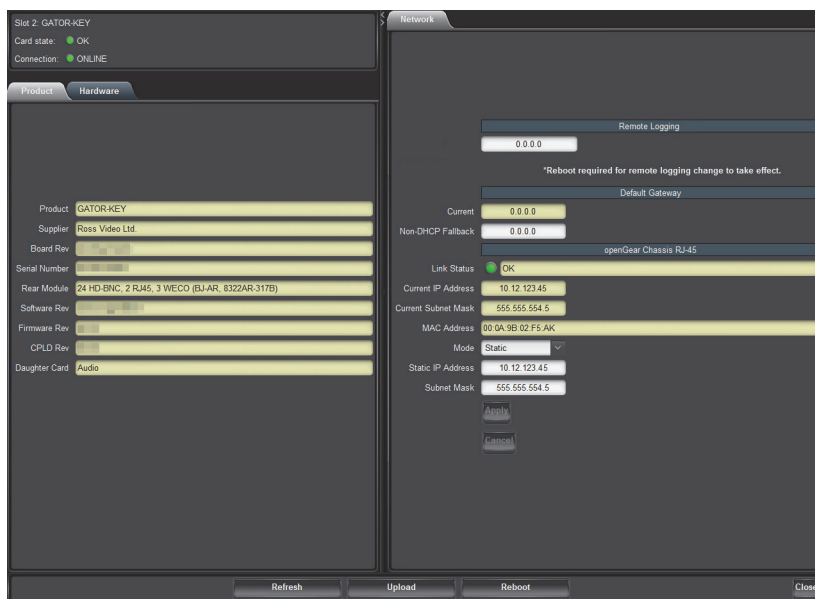 Slot 2: GATOR-KEY
Card state: OK
Connection: ONLINE
Product Hardware
Product GATOR-KEY
Supplier Ross Video Ltd.
Board Rev
Serial Number
Rear Module 24 HD-BNC, 2 RJ45, 3 WECO (BJ-AR, 8322AR-317B)
Software Rev
Firmware Rev
CPLD Rev
Daughter Card Audio
Network
Remote Logging
0.0.0.0
*Reboot required for remote logging change to take effect.
Default Gateway
Current 0.0.0.0
Non-DHCP Fallback 0.0.0.0
openGear Chassis RJ-45
Link Status OK
Current IP Address 10.12.123.45
Current Subnet Mask 555.555.554.5
MAC Address 00:0A:9B:02:F5:AK
Mode Static
Static IP Address 10.12.123.45
Subnet Mask 555.555.554.5
Apply
Cancel
Refresh Upload Reboot Close